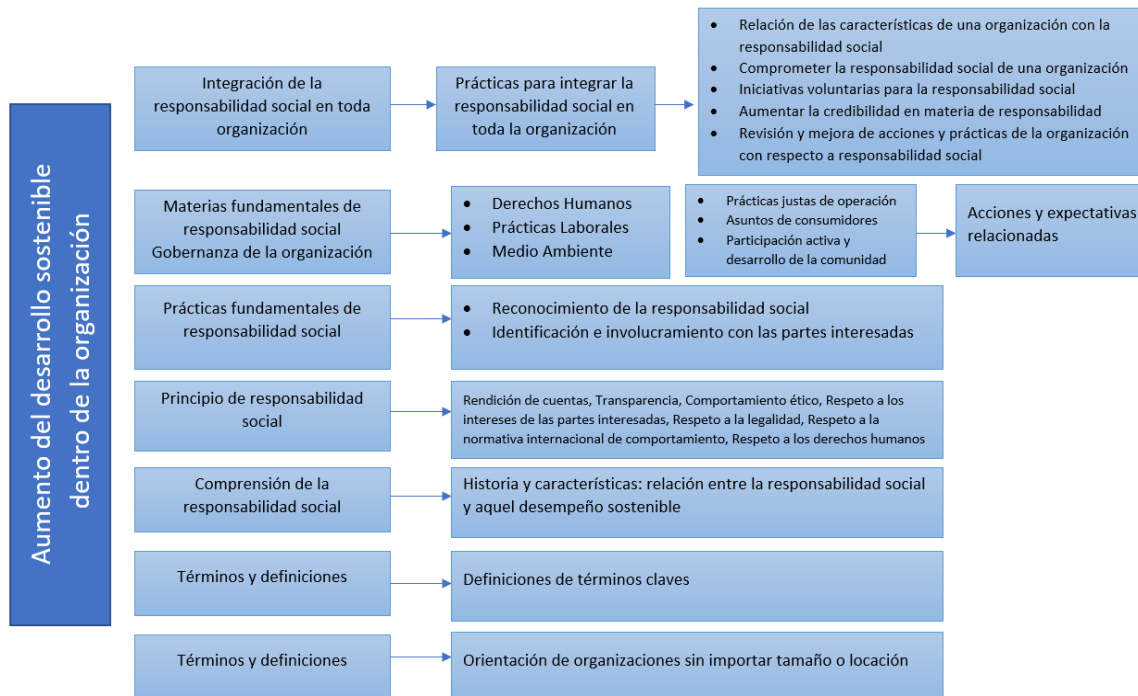 Aumento del desarrollo sostenible
dentro de la organización
Integración de la
responsabilidad social en toda
organización
Prácticas para integrar la
responsabilidad social en
toda la organización
• Relación de las características de una organización con la
responsabilidad social
• Comprometer la responsabilidad social de una organización
• Iniciativas voluntarias para la responsabilidad social
• Aumentar la credibilidad en materia de responsabilidad
• Revisión y mejora de acciones y prácticas de la organización
con respecto a responsabilidad social
Materias fundamentales de
responsabilidad social
Gobernanza de la organización
• Derechos Humanos
• Prácticas Laborales
• Medio Ambiente
• Prácticas justas de operación
• Asuntos de consumidores
• Participación activa y
desarrollo de la comunidad
Acciones y expectativas
relacionadas
Prácticas fundamentales de
responsabilidad social
• Reconocimiento de la responsabilidad social
• Identificación e involucramiento con las partes interesadas
Principio de responsabilidad
social
Rendición de cuentas, Transparencia, Comportamiento ético, Respeto a los
intereses de las partes interesadas, Respeto a la legalidad, Respeto a la
normativa internacional de comportamiento, Respeto a los derechos humanos
Comprensión de la
responsabilidad social
Historia y características: relación entre la responsabilidad social
y aquel desempeño sostenible
Términos y definiciones
Definiciones de términos claves
Términos y definiciones
Orientación de organizaciones sin importar tamaño o locación